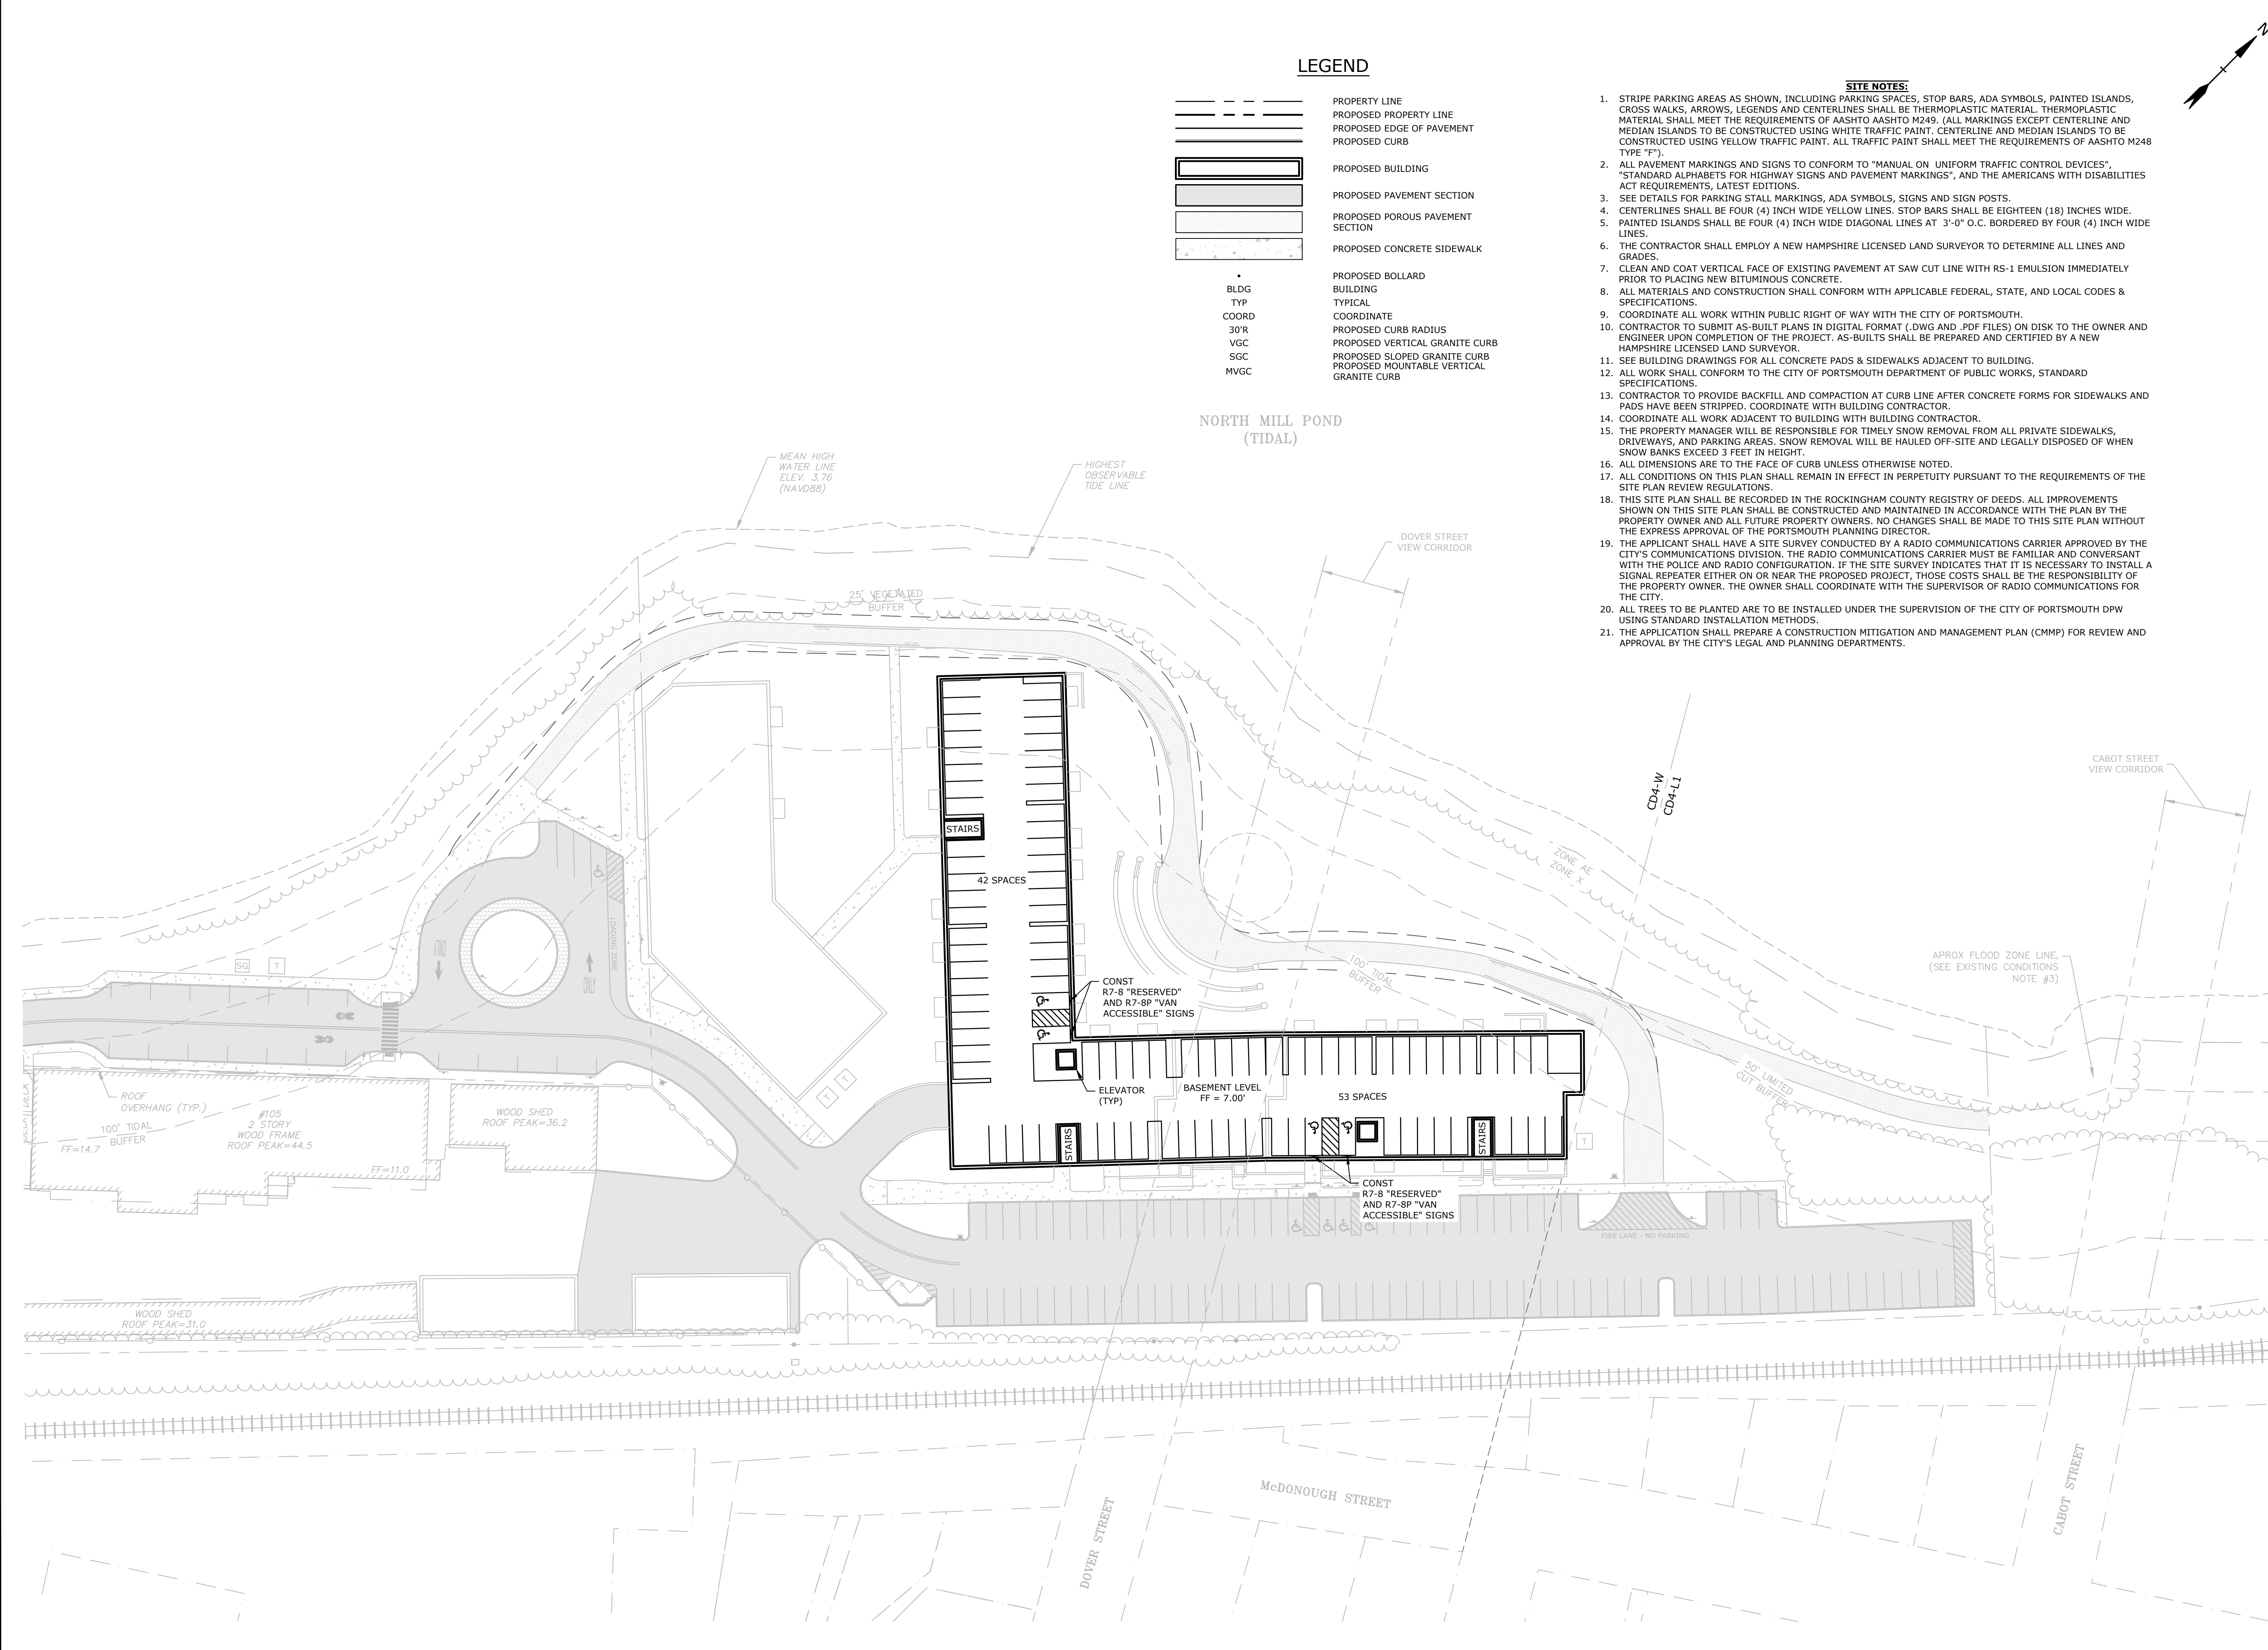 LEGEND
PROPERTY LINE
PROPOSED PROPERTY LINE
PROPOSED EDGE OF PAVEMENT
PROPOSED CURB
PROPOSED BUILDING
PROPOSED PAVEMENT SECTION
PROPOSED POROUS PAVEMENT
SECTION
PROPOSED CONCRETE SIDEWALK
PROPOSED BOLLARD
BLDG BUILDING
TYP TYPICAL
COORD COORDINATE
30'R PROPOSED CURB RADIUS
VGC PROPOSED VERTICAL GRANITE CURB
SGC PROPOSED SLOPED GRANITE CURB
MVGC PROPOSED MOUNTABLE VERTICAL
GRANITE CURB
SITE NOTES:
1. STRIPE PARKING AREAS AS SHOWN, INCLUDING PARKING SPACES, STOP BARS, ADA SYMBOLS, PAINTED ISLANDS,
CROSS WALKS, ARROWS, LEGENDS AND CENTERLINES SHALL BE THERMOPLASTIC MATERIAL. THERMOPLASTIC
MATERIAL SHALL MEET THE REQUIREMENTS OF AASHTO AASHTO M249. (ALL MARKINGS EXCEPT CENTERLINE AND
MEDIAN ISLANDS TO BE CONSTRUCTED USING WHITE TRAFFIC PAINT. CENTERLINE AND MEDIAN ISLANDS TO BE
CONSTRUCTED USING YELLOW TRAFFIC PAINT. ALL TRAFFIC PAINT SHALL MEET THE REQUIREMENTS OF AASHTO M248
TYPE "F").
2. ALL PAVEMENT MARKINGS AND SIGNS TO CONFORM TO "MANUAL ON UNIFORM TRAFFIC CONTROL DEVICES",
"STANDARD ALPHABETS FOR HIGHWAY SIGNS AND PAVEMENT MARKINGS", AND THE AMERICANS WITH DISABILITIES
ACT REQUIREMENTS, LATEST EDITIONS.
3. SEE DETAILS FOR PARKING STALL MARKINGS, ADA SYMBOLS, SIGNS AND SIGN POSTS.
4. CENTERLINES SHALL BE FOUR (4) INCH WIDE YELLOW LINES. STOP BARS SHALL BE EIGHTEEN (18) INCHES WIDE.
5. PAINTED ISLANDS SHALL BE FOUR (4) INCH WIDE DIAGONAL LINES AT 3'-0" O.C. BORDERED BY FOUR (4) INCH WIDE
LINES.
6. THE CONTRACTOR SHALL EMPLOY A NEW HAMPSHIRE LICENSED LAND SURVEYOR TO DETERMINE ALL LINES AND
GRADES.
7. CLEAN AND COAT VERTICAL FACE OF EXISTING PAVEMENT AT SAW CUT LINE WITH RS-1 EMULSION IMMEDIATELY
PRIOR TO PLACING NEW BITUMINOUS CONCRETE.
8. ALL MATERIALS AND CONSTRUCTION SHALL CONFORM WITH APPLICABLE FEDERAL, STATE, AND LOCAL CODES &
SPECIFICATIONS.
9. COORDINATE ALL WORK WITHIN PUBLIC RIGHT OF WAY WITH THE CITY OF PORTSMOUTH.
10. CONTRACTOR TO SUBMIT AS-BUILT PLANS IN DIGITAL FORMAT (.DWG AND .PDF FILES) ON DISK TO THE OWNER AND
ENGINEER UPON COMPLETION OF THE PROJECT. AS-BUILTS SHALL BE PREPARED AND CERTIFIED BY A NEW
HAMPSHIRE LICENSED LAND SURVEYOR.
11. SEE BUILDING DRAWINGS FOR ALL CONCRETE PADS & SIDEWALKS ADJACENT TO BUILDING.
12. ALL WORK SHALL CONFORM TO THE CITY OF PORTSMOUTH DEPARTMENT OF PUBLIC WORKS, STANDARD
SPECIFICATIONS.
13. CONTRACTOR TO PROVIDE BACKFILL AND COMPACTION AT CURB LINE AFTER CONCRETE FORMS FOR SIDEWALKS AND
PADS HAVE BEEN STRIPPED. COORDINATE WITH BUILDING CONTRACTOR.
14. COORDINATE ALL WORK ADJACENT TO BUILDING WITH BUILDING CONTRACTOR.
15. THE PROPERTY MANAGER WILL BE RESPONSIBLE FOR TIMELY SNOW REMOVAL FROM ALL PRIVATE SIDEWALKS,
DRIVEWAYS, AND PARKING AREAS. SNOW REMOVAL WILL BE HAULED OFF-SITE AND LEGALLY DISPOSED OF WHEN
SNOW BANKS EXCEED 3 FEET IN HEIGHT.
16. ALL DIMENSIONS ARE TO THE FACE OF CURB UNLESS OTHERWISE NOTED.
17. ALL CONDITIONS ON THIS PLAN SHALL REMAIN IN EFFECT IN PERPETUITY PURSUANT TO THE REQUIREMENTS OF THE
SITE PLAN REVIEW REGULATIONS.
18. THIS SITE PLAN SHALL BE RECORDED IN THE ROCKINGHAM COUNTY REGISTRY OF DEEDS. ALL IMPROVEMENTS
SHOWN ON THIS SITE PLAN SHALL BE CONSTRUCTED AND MAINTAINED IN ACCORDANCE WITH THE PLAN BY THE
PROPERTY OWNER AND ALL FUTURE PROPERTY OWNERS. NO CHANGES SHALL BE MADE TO THIS SITE PLAN WITHOUT
THE EXPRESS APPROVAL OF THE PORTSMOUTH PLANNING DIRECTOR.
19. THE APPLICANT SHALL HAVE A SITE SURVEY CONDUCTED BY A RADIO COMMUNICATIONS CARRIER APPROVED BY THE
CITY'S COMMUNICATIONS DIVISION. THE RADIO COMMUNICATIONS CARRIER MUST BE FAMILIAR AND CONVERSANT
WITH THE POLICE AND RADIO CONFIGURATION. IF THE SITE SURVEY INDICATES THAT IT IS NECESSARY TO INSTALL A
SIGNAL REPEATER EITHER ON OR NEAR THE PROPOSED PROJECT, THOSE COSTS SHALL BE THE RESPONSIBILITY OF
THE PROPERTY OWNER. THE OWNER SHALL COORDINATE WITH THE SUPERVISOR OF RADIO COMMUNICATIONS FOR
THE CITY.
20. ALL TREES TO BE PLANTED ARE TO BE INSTALLED UNDER THE SUPERVISION OF THE CITY OF PORTSMOUTH DPW
USING STANDARD INSTALLATION METHODS.
21. THE APPLICATION SHALL PREPARE A CONSTRUCTION MITIGATION AND MANAGEMENT PLAN (CMMP) FOR REVIEW AND
APPROVAL BY THE CITY'S LEGAL AND PLANNING DEPARTMENTS.
NORTH MILL POND
(TIDAL)
MEAN HIGH
WATER LINE
ELEV. 3.76
(NAVD88)
HIGHEST
OBSERVABLE
TIDE LINE
DOVER STREET
VIEW CORRIDOR
25' VEGETATED
BUFFER
CABOT STREET
VIEW CORRIDOR
CD4-W
CD4-L1
STAIRS
42 SPACES
ZONE AE
ZONE X
LOADING ZONE
ONLY
ONLY
SG
T
APROX FLOOD ZONE LINE,
(SEE EXISTING CONDITIONS
NOTE #3)
100' TIDAL
BUFFER
CONST
R7-8 "RESERVED"
AND R7-8P "VAN
ACCESSIBLE" SIGNS
ELEVATOR
(TYP)
BASEMENT LEVEL
FF = 7.00'
53 SPACES
50' LIMITED
CUT BUFFER
T
T
T
STAIRS
STAIRS
ROOF
OVERHANG (TYP.)
#105
2 STORY
WOOD FRAME
ROOF PEAK=44.5
100' TIDAL
BUFFER
FF=14.7
FF=11.0
WOOD SHED
ROOF PEAK=36.2
CONST
R7-8 "RESERVED"
AND R7-8P "VAN
ACCESSIBLE" SIGNS
FIRE LANE - NO PARKING
WOOD SHED
ROOF PEAK=31.0
McDONOUGH STREET
DOVER STREET
CABOT STREET